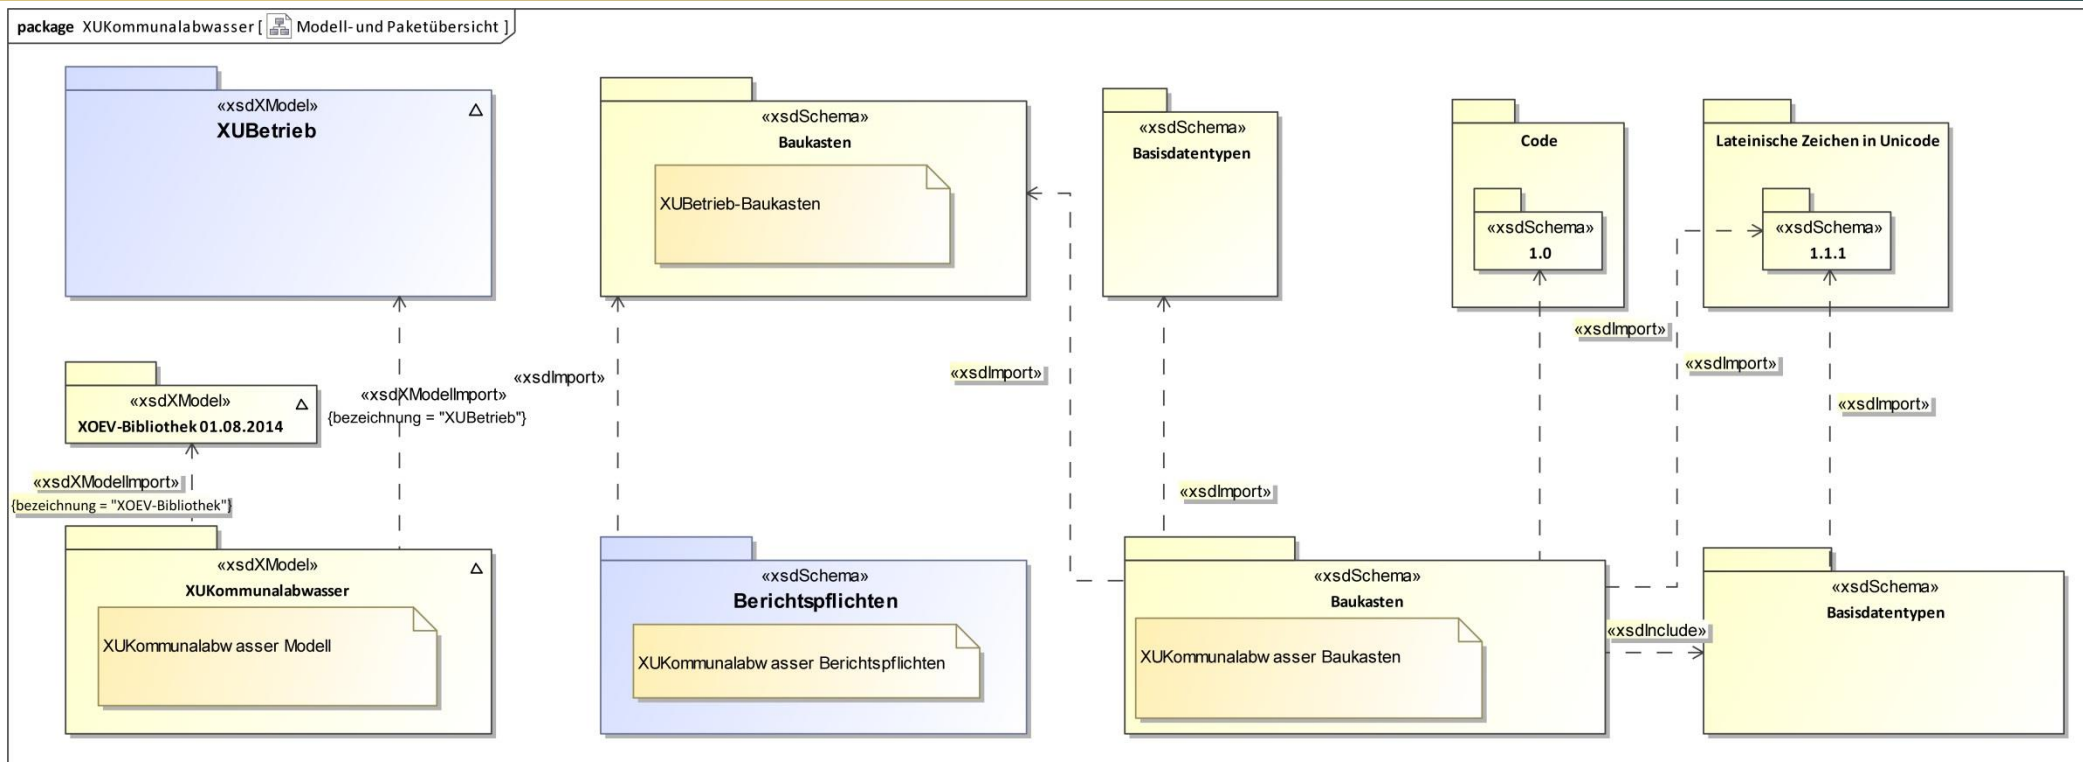 package XUKommunalabwasser [ Modell- und Paketübersicht ]
«xsdXModel»
XUBetrieb
«xsdSchema»
Baukasten
XUBetrieb-Baukasten
«xsdSchema»
Basisdatentypen
Code
«xsdSchema»
1.0
Lateinische Zeichen in Unicode
«xsdSchema»
1.1.1
«xsdImport»
«xsdImport»
«xsdImport»
«xsdImport»
«xsdXModelImport»
{bezeichnung = "XUBetrieb"}
«xsdImport»
«xsdXModel»
XOEV-Bibliothek 01.08.2014
«xsdXModelImport»
{bezeichnung = "XOEV-Bibliothek"}
«xsdImport»
«xsdXModel»
XUKommunalabwasser
XUKommunalabw asser Modell
«xsdSchema»
Berichtspflichten
XUKommunalabw asser Berichtspflichten
«xsdSchema»
Baukasten
XUKommunalabw asser Baukasten
«xsdInclude»
«xsdSchema»
Basisdatentypen